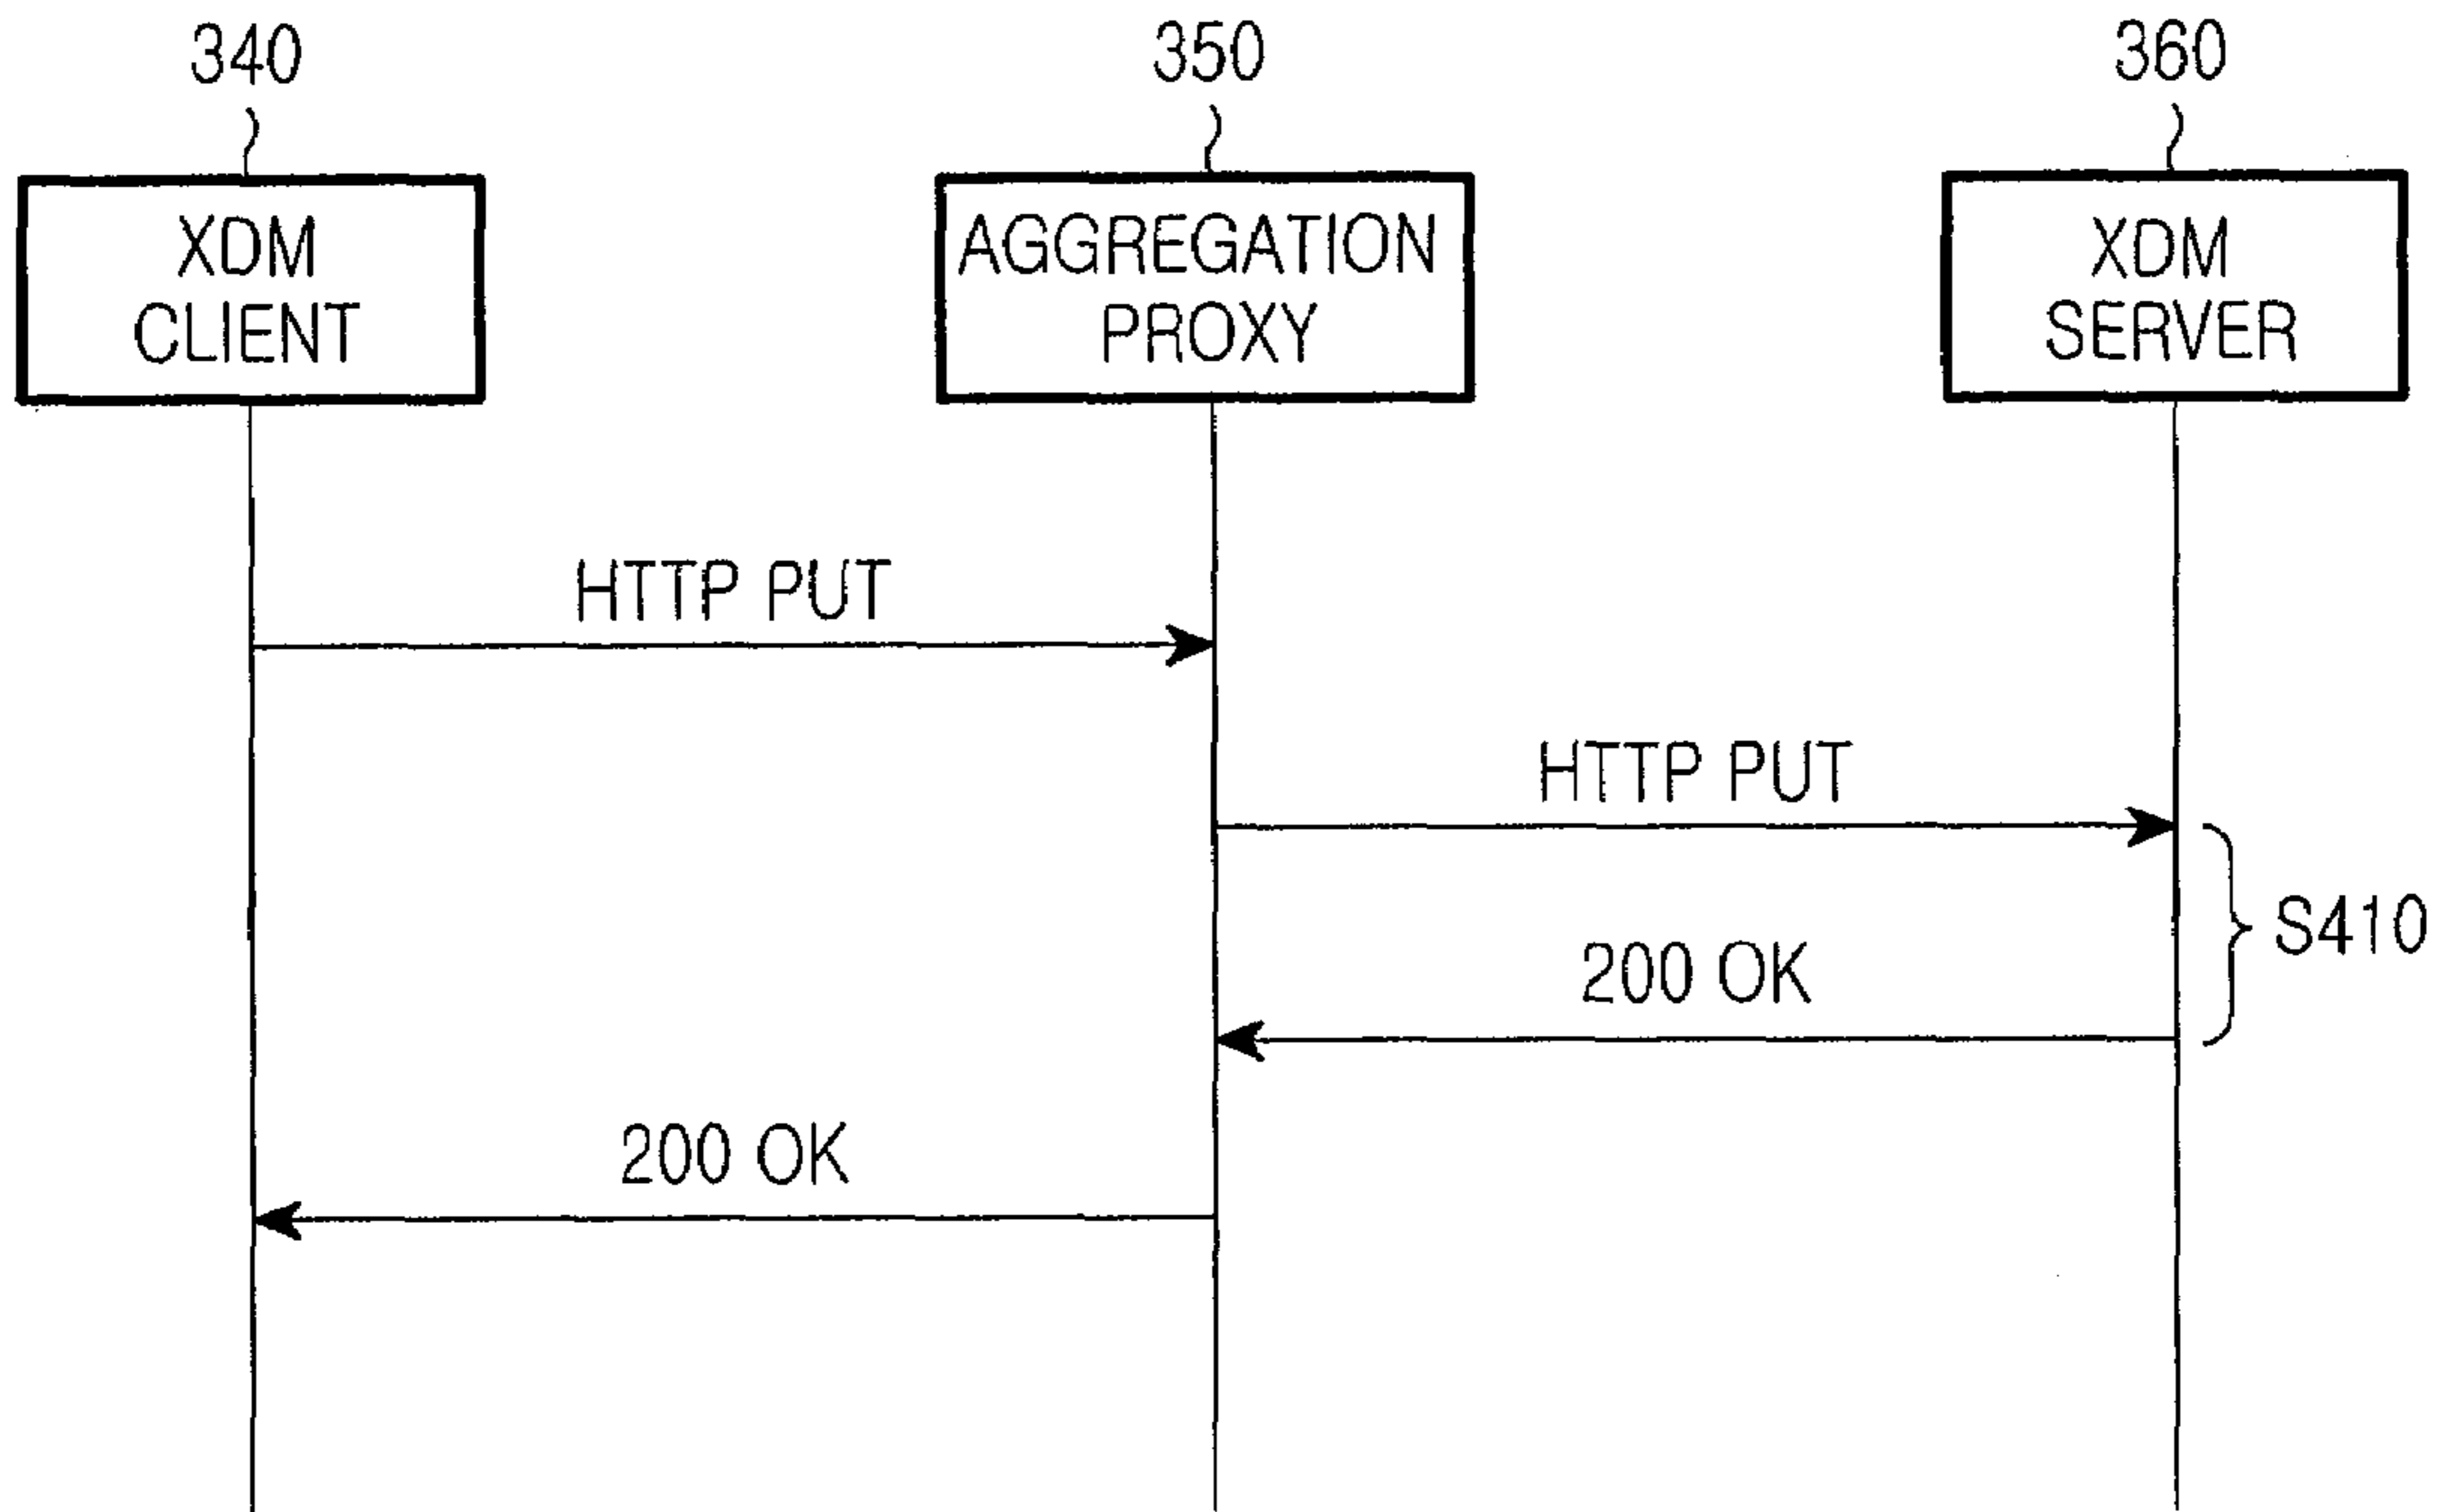 340
350
360
XDM
CLIENT
AGGREGATION
PROXY
XDM
SERVER
HTTP PUT
HTTP PUT
S410
200 OK
200 OK